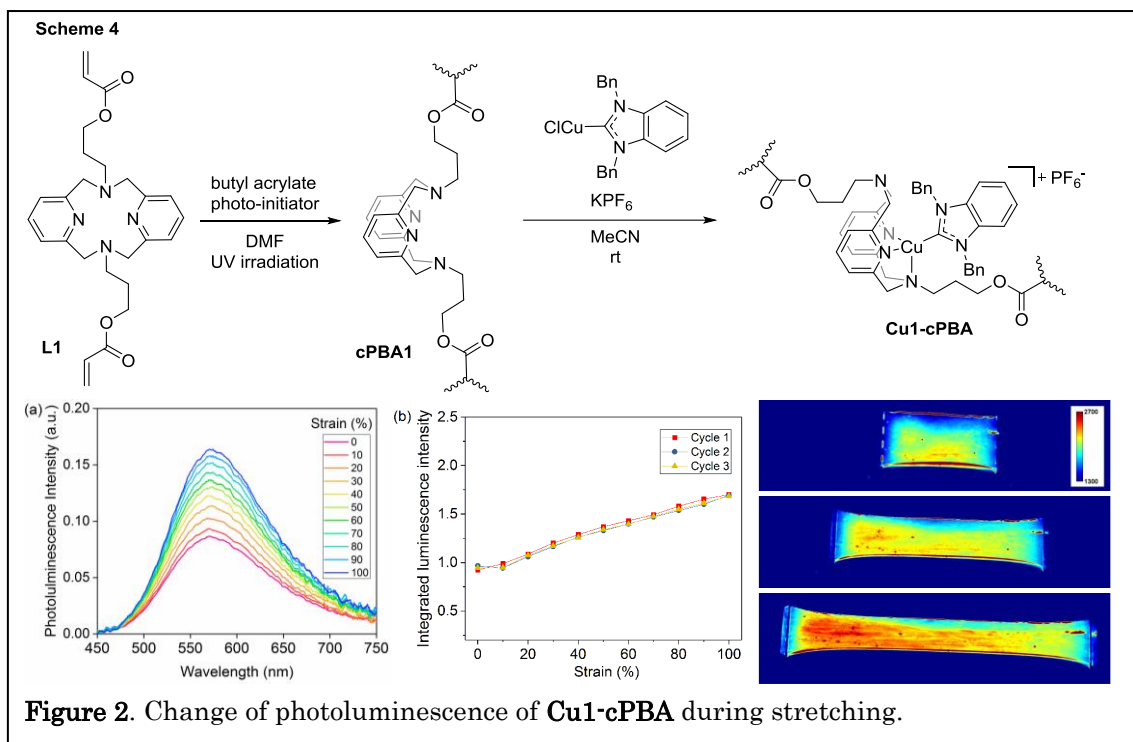 Scheme 4
O
O
N
N
N
N
O
O
L1
butyl acrylate
photo-initiator
DMF
UV irradiation
O
O
N
N
N
N
O
O
cPBA1
Bn
N
ClCu
N
Bn
KPF6
MeCN
rt
O
O
N
Bn
N
N
Cu
N
N
N
Bn
O
O
+ PF6-
Cu1-cPBA
(a)
Photoluminescence Intensity (a.u.)
0.20
0.15
0.10
0.05
0.00
450 500 550 600 650 700 750
Wavelength (nm)
Strain (%)
0
10
20
30
40
50
60
70
80
90
100
(b)
Integrated luminescence intensity
2.5
2.0
1.5
1.0
0.5
0 20 40 60 80 100
Strain (%)
Cycle 1
Cycle 2
Cycle 3
2700
1300
Figure 2. Change of photoluminescence of Cu1-cPBA during stretching.